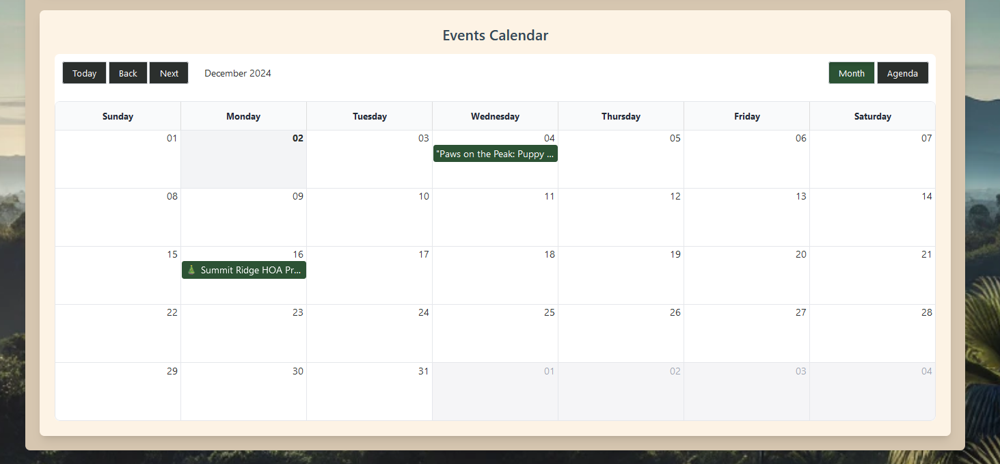 Events Calendar
Today Back Next December 2024 Month Agenda
Sunday Monday Tuesday Wednesday Thursday Friday Saturday
01 02 03 04 05 06 07
"Paws on the Peak: Puppy ...
08 09 10 11 12 13 14
15 16 17 18 19 20 21
🎄 Summit Ridge HOA Pr...
22 23 24 25 26 27 28
29 30 31 01 02 03 04